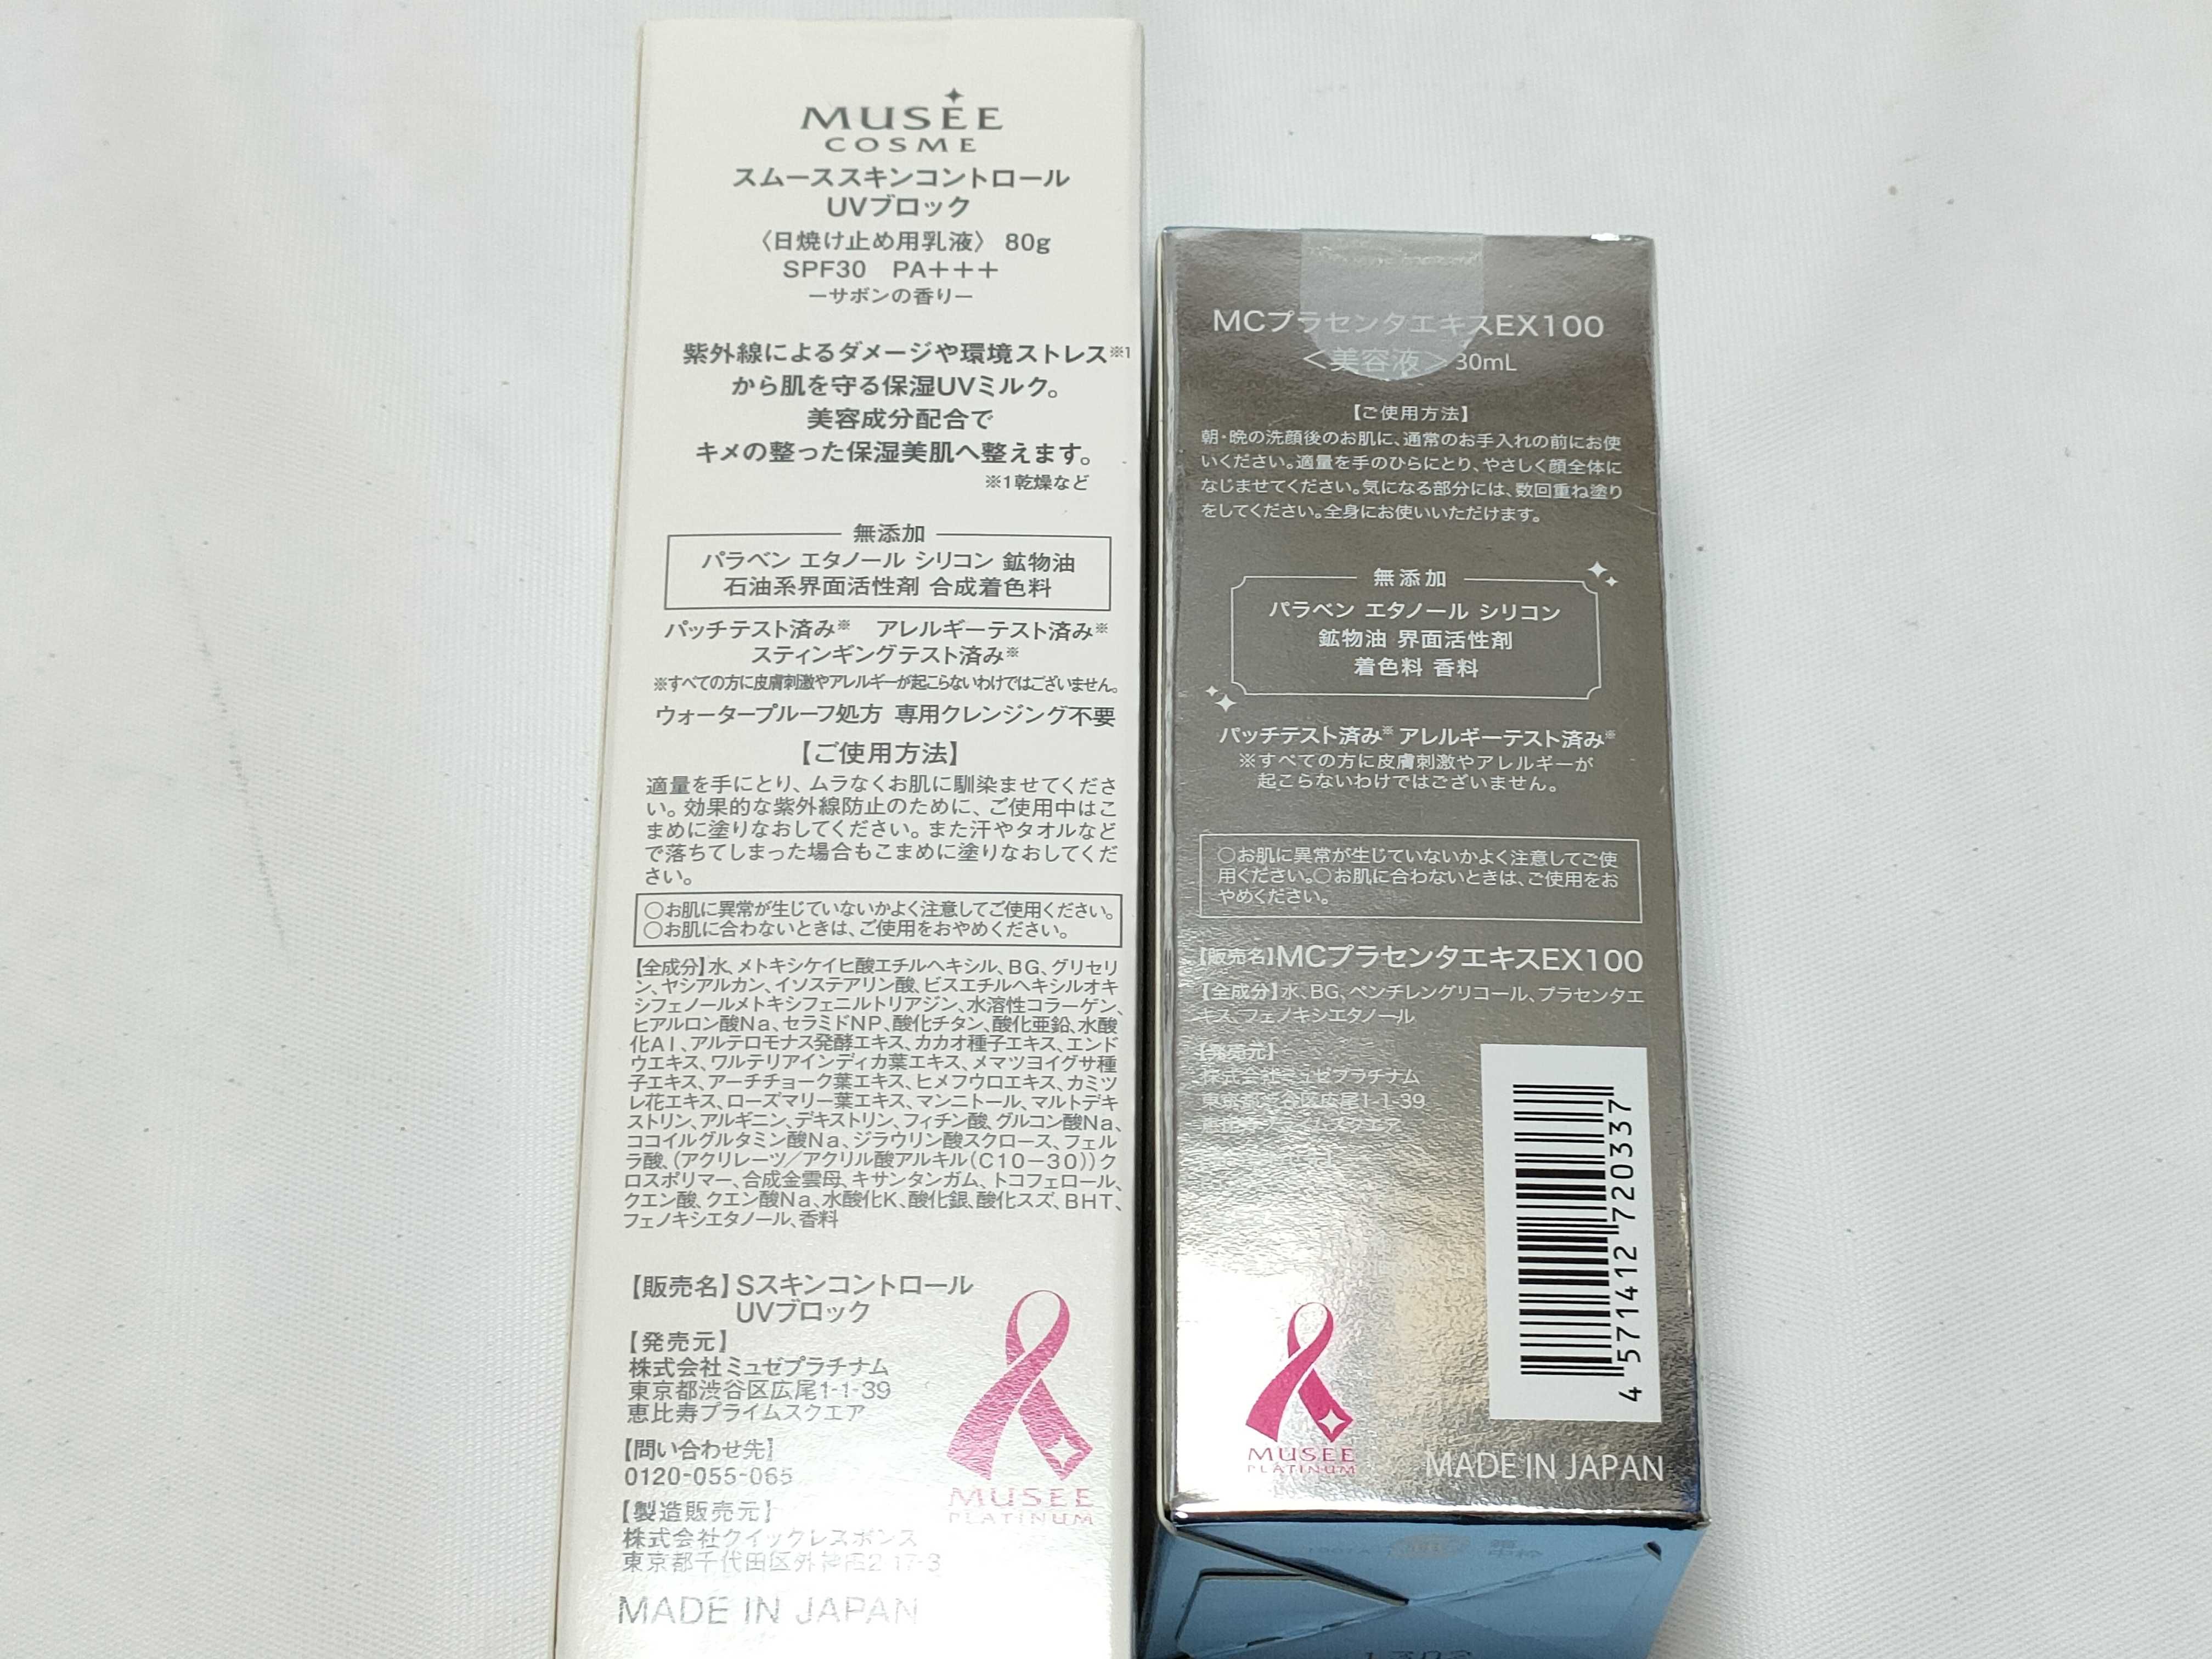 MUSÉE
COSME
スムーススキンコントロール
UVブロック
〈日焼け止め用乳液〉 80g
SPF30 PA+++
ーサボンの香りー
紫外線によるダメージや環境ストレス※1
から肌を守る保湿UVミルク。
美容成分配合で
キメの整った保湿美肌へ整えます。
※1乾燥など
無添加
パラベン エタノール シリコン 鉱物油
石油系界面活性剤 合成着色料
パッチテスト済み※ アレルギーテスト済み※
スティンギングテスト済み※
※すべての方に皮膚刺激やアレルギーが起こらないわけではございません。
ウォータープルーフ処方 専用クレンジング不要
【ご使用方法】
適量を手にとり、ムラなくお肌に馴染ませてくださ
い。効果的な紫外線防止のために、ご使用中はこ
まめに塗りなおしてください。また汗やタオルなど
で落ちてしまった場合もこまめに塗りなおしてくだ
さい。
○お肌に異常が生じていないかよく注意してご使用ください。
○お肌に合わないときは、ご使用をおやめください。
【全成分】水、メトキシケイヒ酸エチルヘキシル、BG、グリセリ
ン、ヤシアルカン、イソステアリン酸、ビスエチルヘキシルオキ
シフェノールメトキシフェニルトリアジン、水溶性コラーゲン、
ヒアルロン酸Na、セラミドNP、酸化チタン、酸化亜鉛、水酸
化Al、アルテロモナス発酵エキス、カカオ種子エキス、エンド
ウエキス、ワルテリアインディカ葉エキス、メマツヨイグサ種
子エキス、アーチチョーク葉エキス、ヒメフウロエキス、カミツ
レ花エキス、ローズマリー葉エキス、マンニトール、マルトデキ
ストリン、アルギニン、デキストリン、フィチン酸、グルコン酸Na、
ココイルグルタミン酸Na、ジラウリン酸スクロース、フェル
ラ酸、(アクリレーツ／アクリル酸アルキル(C10－30))ク
ロスポリマー、合成金雲母、キサンタンガム、トコフェロール、
クエン酸、クエン酸Na、水酸化K、酸化銀、酸化スズ、BHT、
フェノキシエタノール、香料
【販売名】Sスキンコントロール
UVブロック
【発売元】
株式会社ミュゼプラチナム
東京都渋谷区広尾1-1-39
恵比寿プライムスクエア
【問い合わせ先】
0120-055-065
【製造販売元】
株式会社クイックレスポンス
東京都千代田区外神田2-17-3
MADE IN JAPAN
MUSEE
PLATINUM
MCプラセンタエキスEX100
＜美容液＞30mL
【ご使用方法】
朝・晩の洗顔後のお肌に、通常のお手入れの前にお使
いください。適量を手のひらにとり、やさしく顔全体に
なじませてください。気になる部分には、数回重ね塗り
をしてください。全身にお使いいただけます。
無添加
パラベン エタノール シリコン
鉱物油 界面活性剤
着色料 香料
パッチテスト済み※ アレルギーテスト済み※
※すべての方に皮膚刺激やアレルギーが
起こらないわけではございません。
○お肌に異常が生じていないかよく注意してご使
用ください。○お肌に合わないときは、ご使用をお
やめください。
【販売名】MCプラセンタエキスEX100
【全成分】水、BG、ペンチレングリコール、プラセンタエ
キス、フェノキシエタノール
【発売元】
株式会社ミュゼプラチナム
東京都渋谷区広尾1-1-39
4 571412 720337
MUSEE
PLATINUM
MADE IN JAPAN